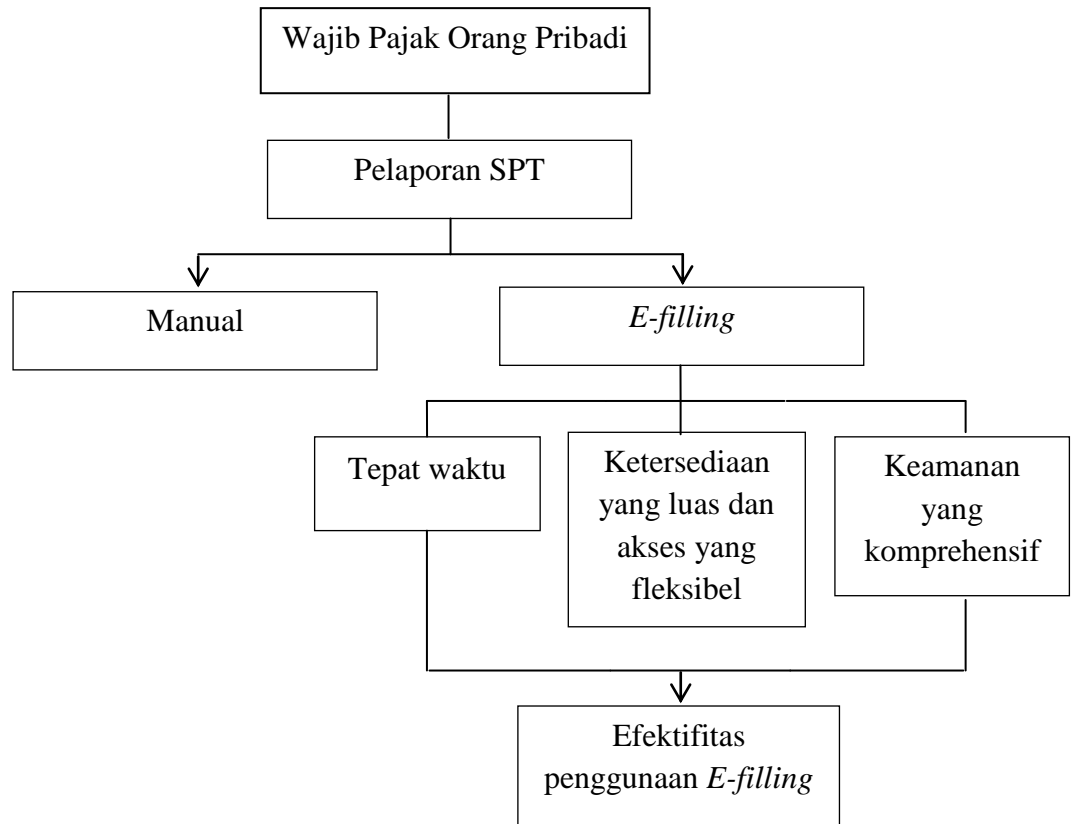 Wajib Pajak Orang Pribadi
Pelaporan SPT
Manual
E-filling
Tepat waktu
Ketersediaan
yang luas dan
akses yang
fleksibel
Keamanan
yang
komprehensif
Efektifitas
penggunaan E-filling